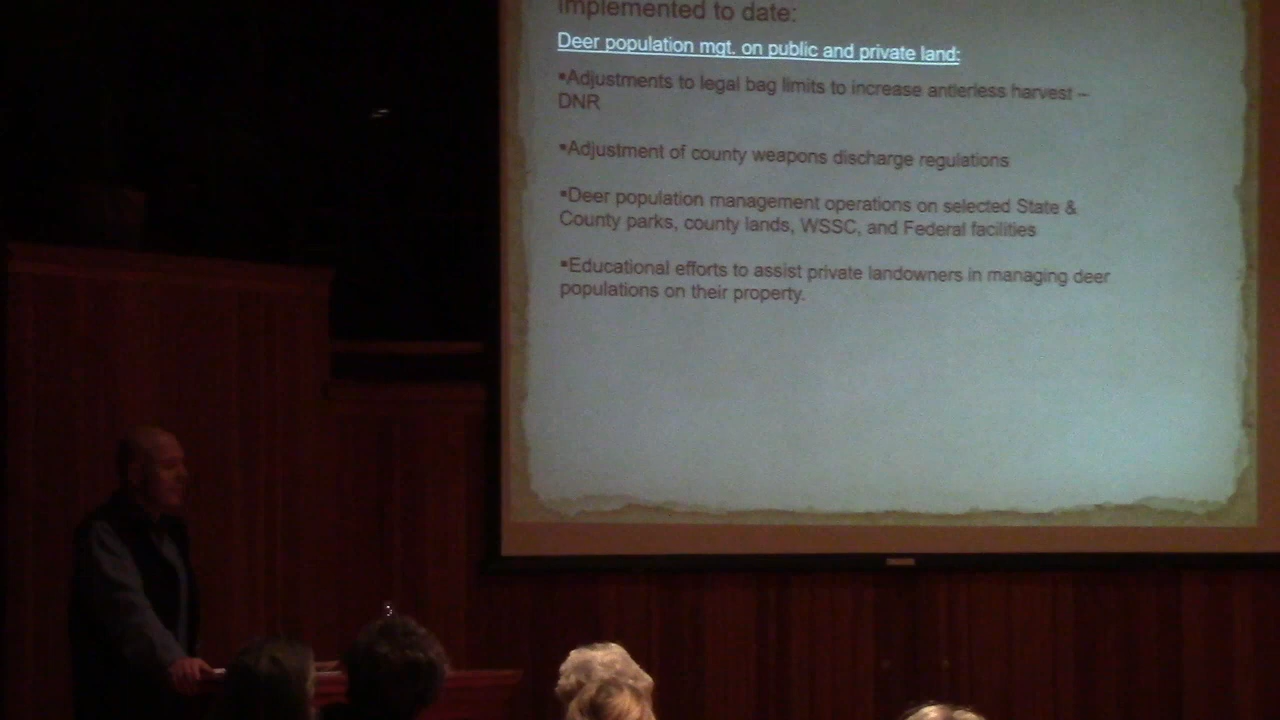 Implemented to date:
Deer population mgt. on public and private land:
▪Adjustments to legal bag limits to increase antlerless harvest –
DNR
▪Adjustment of county weapons discharge regulations
▪Deer population management operations on selected State &
County parks, county lands, WSSC, and Federal facilities
▪Educational efforts to assist private landowners in managing deer
populations on their property.